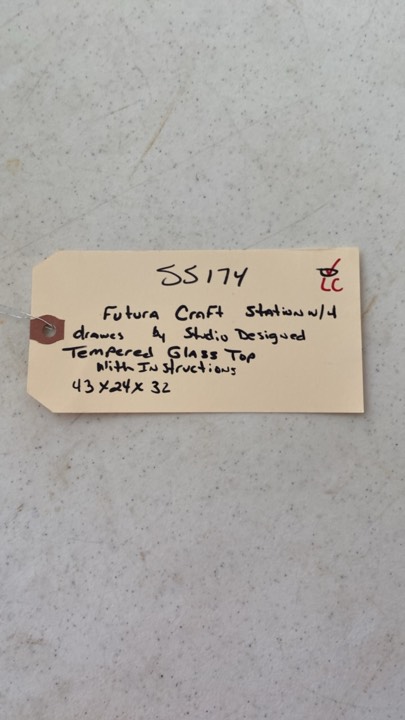 SS174
LC
Futura Craft Station w/4
drawes by Studio Designed
Tempered Glass Top
With Instructions
43x24x32